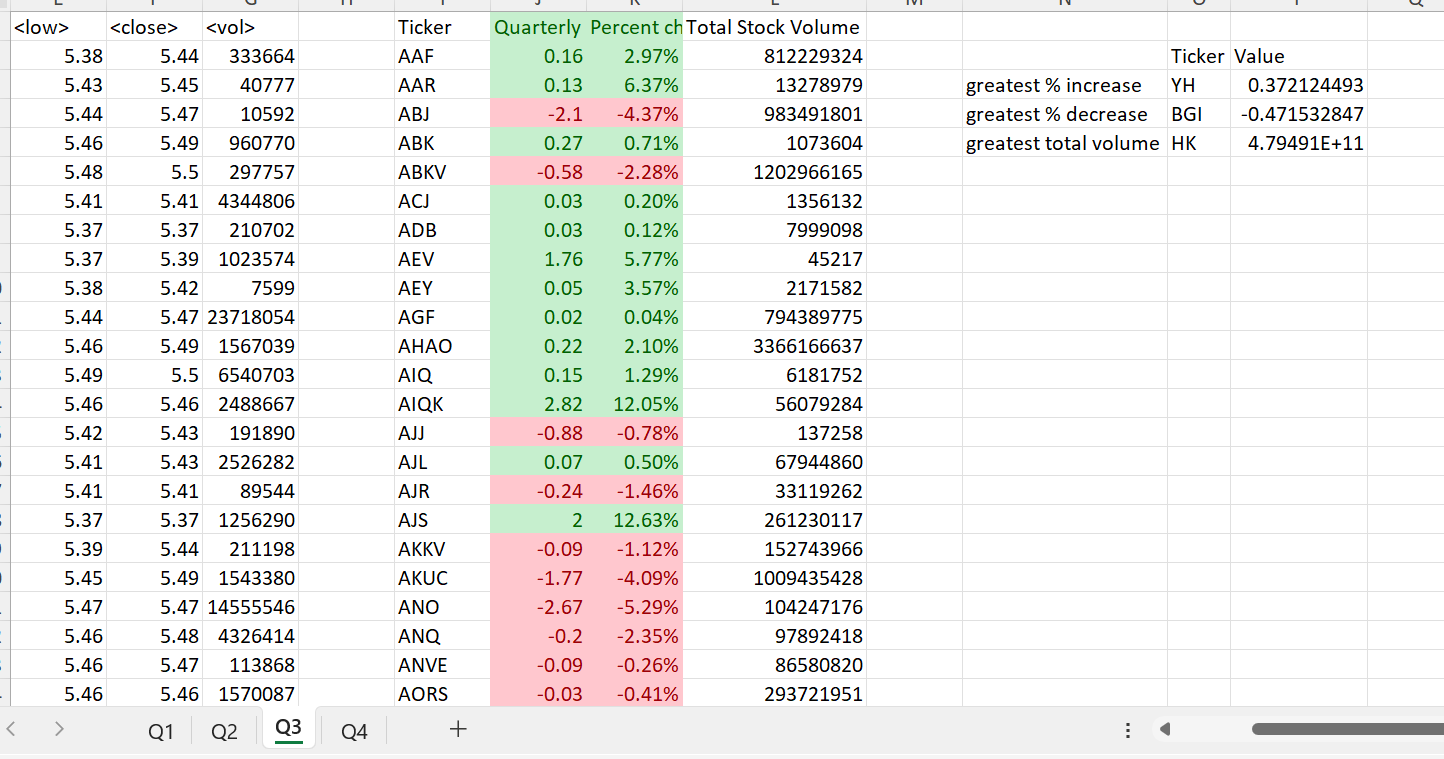 <low> <close> <vol> Ticker Quarterly Percent ch Total Stock Volume
5.38 5.44 333664 AAF 0.16 2.97% 812229324 Ticker Value
5.43 5.45 40777 AAR 0.13 6.37% 13278979 greatest % increase YH 0.372124493
5.44 5.47 10592 ABJ -2.1 -4.37% 983491801 greatest % decrease BGI -0.471532847
5.46 5.49 960770 ABK 0.27 0.71% 1073604 greatest total volume HK 4.79491E+11
5.48 5.5 297757 ABKV -0.58 -2.28% 1202966165
5.41 5.41 4344806 ACJ 0.03 0.20% 1356132
5.37 5.37 210702 ADB 0.03 0.12% 7999098
5.37 5.39 1023574 AEV 1.76 5.77% 45217
5.38 5.42 7599 AEY 0.05 3.57% 2171582
5.44 5.47 23718054 AGF 0.02 0.04% 794389775
5.46 5.49 1567039 AHAO 0.22 2.10% 3366166637
5.49 5.5 6540703 AIQ 0.15 1.29% 6181752
5.46 5.46 2488667 AIQK 2.82 12.05% 56079284
5.42 5.43 191890 AJJ -0.88 -0.78% 137258
5.41 5.43 2526282 AJL 0.07 0.50% 67944860
5.41 5.41 89544 AJR -0.24 -1.46% 33119262
5.37 5.37 1256290 AJS 2 12.63% 261230117
5.39 5.44 211198 AKKV -0.09 -1.12% 152743966
5.45 5.49 1543380 AKUC -1.77 -4.09% 1009435428
5.47 5.47 14555546 ANO -2.67 -5.29% 104247176
5.46 5.48 4326414 ANQ -0.2 -2.35% 97892418
5.46 5.47 113868 ANVE -0.09 -0.26% 86580820
5.46 5.46 1570087 AORS -0.03 -0.41% 293721951
Q1 Q2 Q3 Q4 +